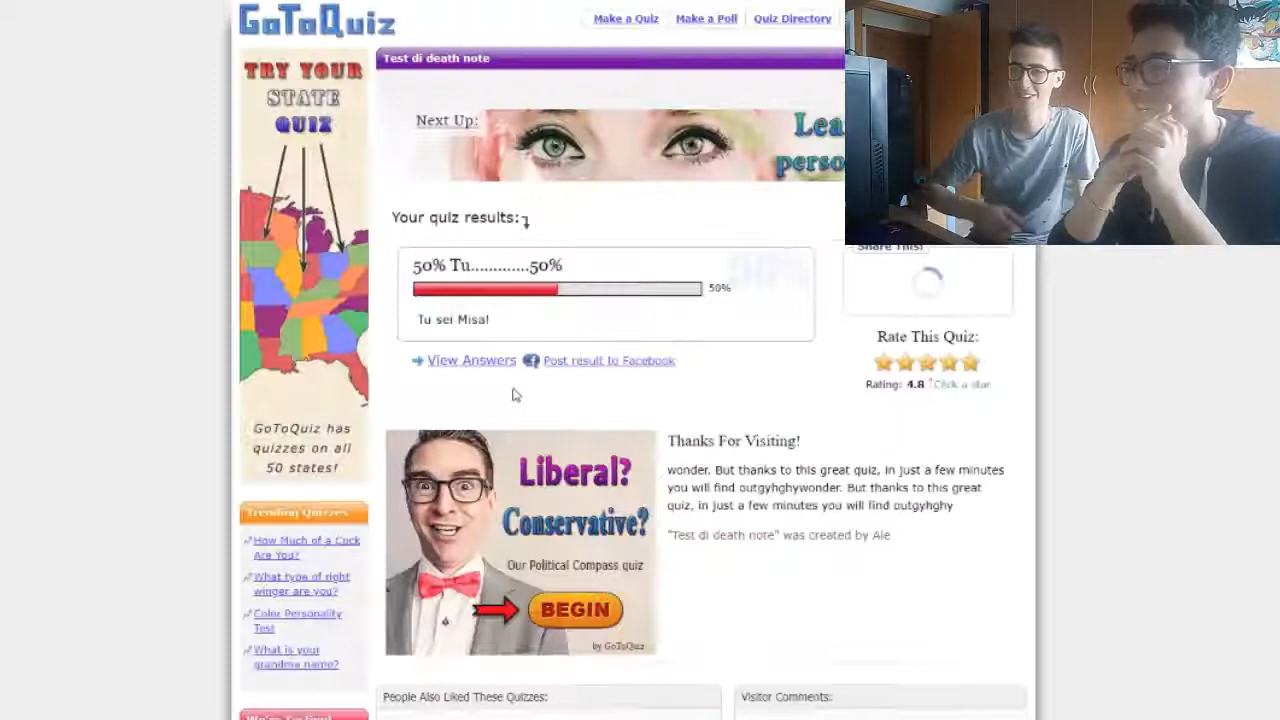 GoToQuiz
Make a Quiz
Make a Poll
Quiz Directory
TRY YOUR
STATE
QUIZ
GoToQuiz has
quizzes on all
50 states!
Trending Quizzes
How Much of a Cuck
Are You?
What type of right
winger are you?
Color Personality
Test
What is your
grandma name?
Test di death note
Next Up:
Lea
perso
Your quiz results:
50% Tu.............50%
50%
Tu sei Misa!
View Answers
Post result to Facebook
Share This!
Rate This Quiz:
Rating: 4.8 *Click a star
Liberal?
Conservative?
Our Political Compass quiz
BEGIN
by GoToQuiz
Thanks For Visiting!
wonder. But thanks to this great quiz, in just a few minutes
you will find outgyhghywonder. But thanks to this great
quiz, in just a few minutes you will find outgyhghy
"Test di death note" was created by Ale
People Also Liked These Quizzes:
Visitor Comments: